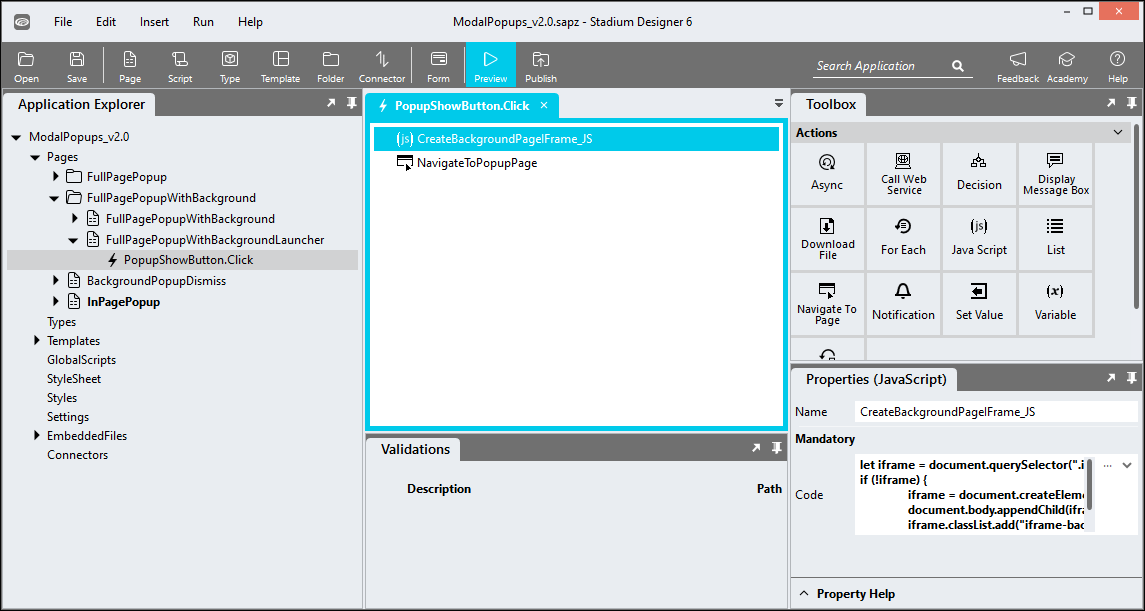 File Edit Insert Run Help
ModalPopups_v2.0.sapz - Stadium Designer 6
Open Save Page Script Type Template Folder Connector Form Preview Publish
Search Application
Feedback Academy Help
Application Explorer
ModalPopups_v2.0
Pages
FullPagePopup
FullPagePopupWithBackground
FullPagePopupWithBackground
FullPagePopupWithBackgroundLauncher
PopupShowButton.Click
BackgroundPopupDismiss
InPagePopup
Types
Templates
GlobalScripts
StyleSheet
Styles
Settings
EmbeddedFiles
Connectors
PopupShowButton.Click
(js) CreateBackgroundPageIFrame_JS
NavigateToPopupPage
Validations
Description Path
Toolbox
Actions
Async
Call Web
Service
Decision
Display
Message Box
Download
File
For Each
(js)
Java Script
List
Navigate To
Page
Notification
Set Value
(x)
Variable
Properties (JavaScript)
Name CreateBackgroundPageIFrame_JS
Mandatory
Code
let iframe = document.querySelector(".i
if (!iframe) {
iframe = document.createEleme
document.body.appendChild(ifra
iframe.classList.add("iframe-bac
...
Property Help